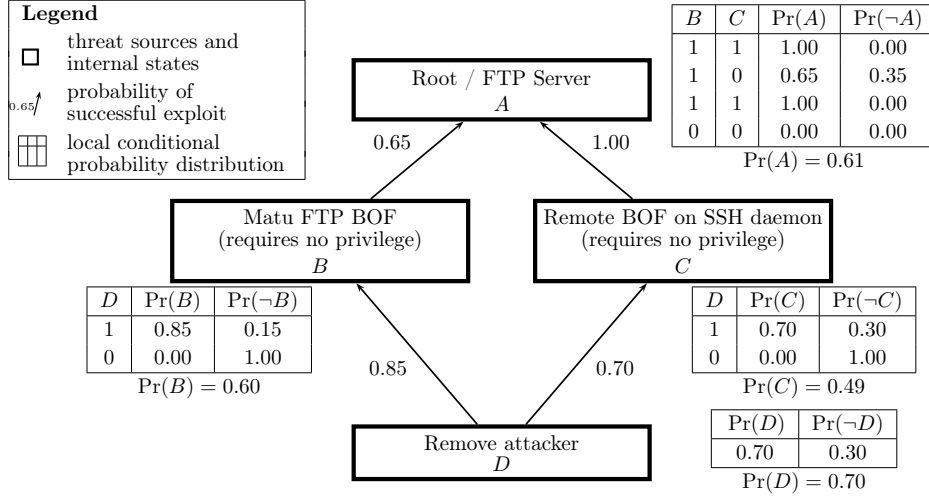 Legend
threat sources and
internal states
0.65
probability of
successful exploit
local conditional
probability distribution
Root / FTP Server
A
B C Pr(A) Pr(¬A)
1 1 1.00 0.00
1 0 0.65 0.35
1 1 1.00 0.00
0 0 0.00 0.00
Pr(A) = 0.61
0.65
1.00
Matu FTP BOF
(requires no privilege)
B
Remote BOF on SSH daemon
(requires no privilege)
C
D Pr(B) Pr(¬B)
1 0.85 0.15
0 0.00 1.00
Pr(B) = 0.60
D Pr(C) Pr(¬C)
1 0.70 0.30
0 0.00 1.00
Pr(C) = 0.49
0.85
0.70
Remove attacker
D
Pr(D) Pr(¬D)
0.70 0.30
Pr(D) = 0.70